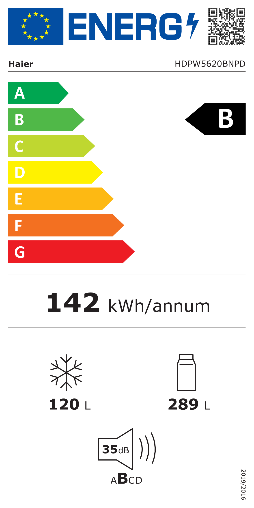 ENERG
Haier
HDPW5620BNPD
A
B
B
C
D
E
F
G
142 kWh/annum
120 L
289 L
35dB
ABCD
2019/2016